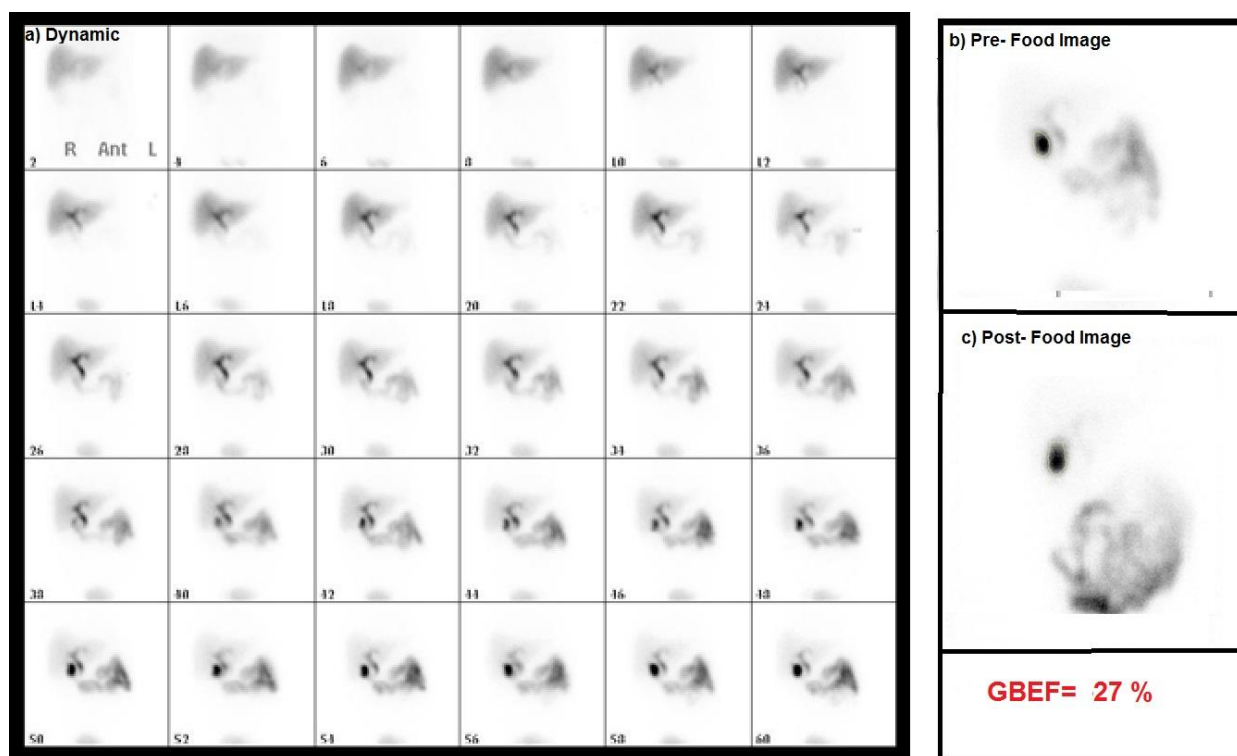 a) Dynamic
R Ant L
2 4 6 8 10 12
14 16 18 20 22 24
26 28 30 32 34 36
38 40 42 44 46 48
50 52 54 56 58 60
b) Pre- Food Image
c) Post- Food Image
GBEF= 27 %